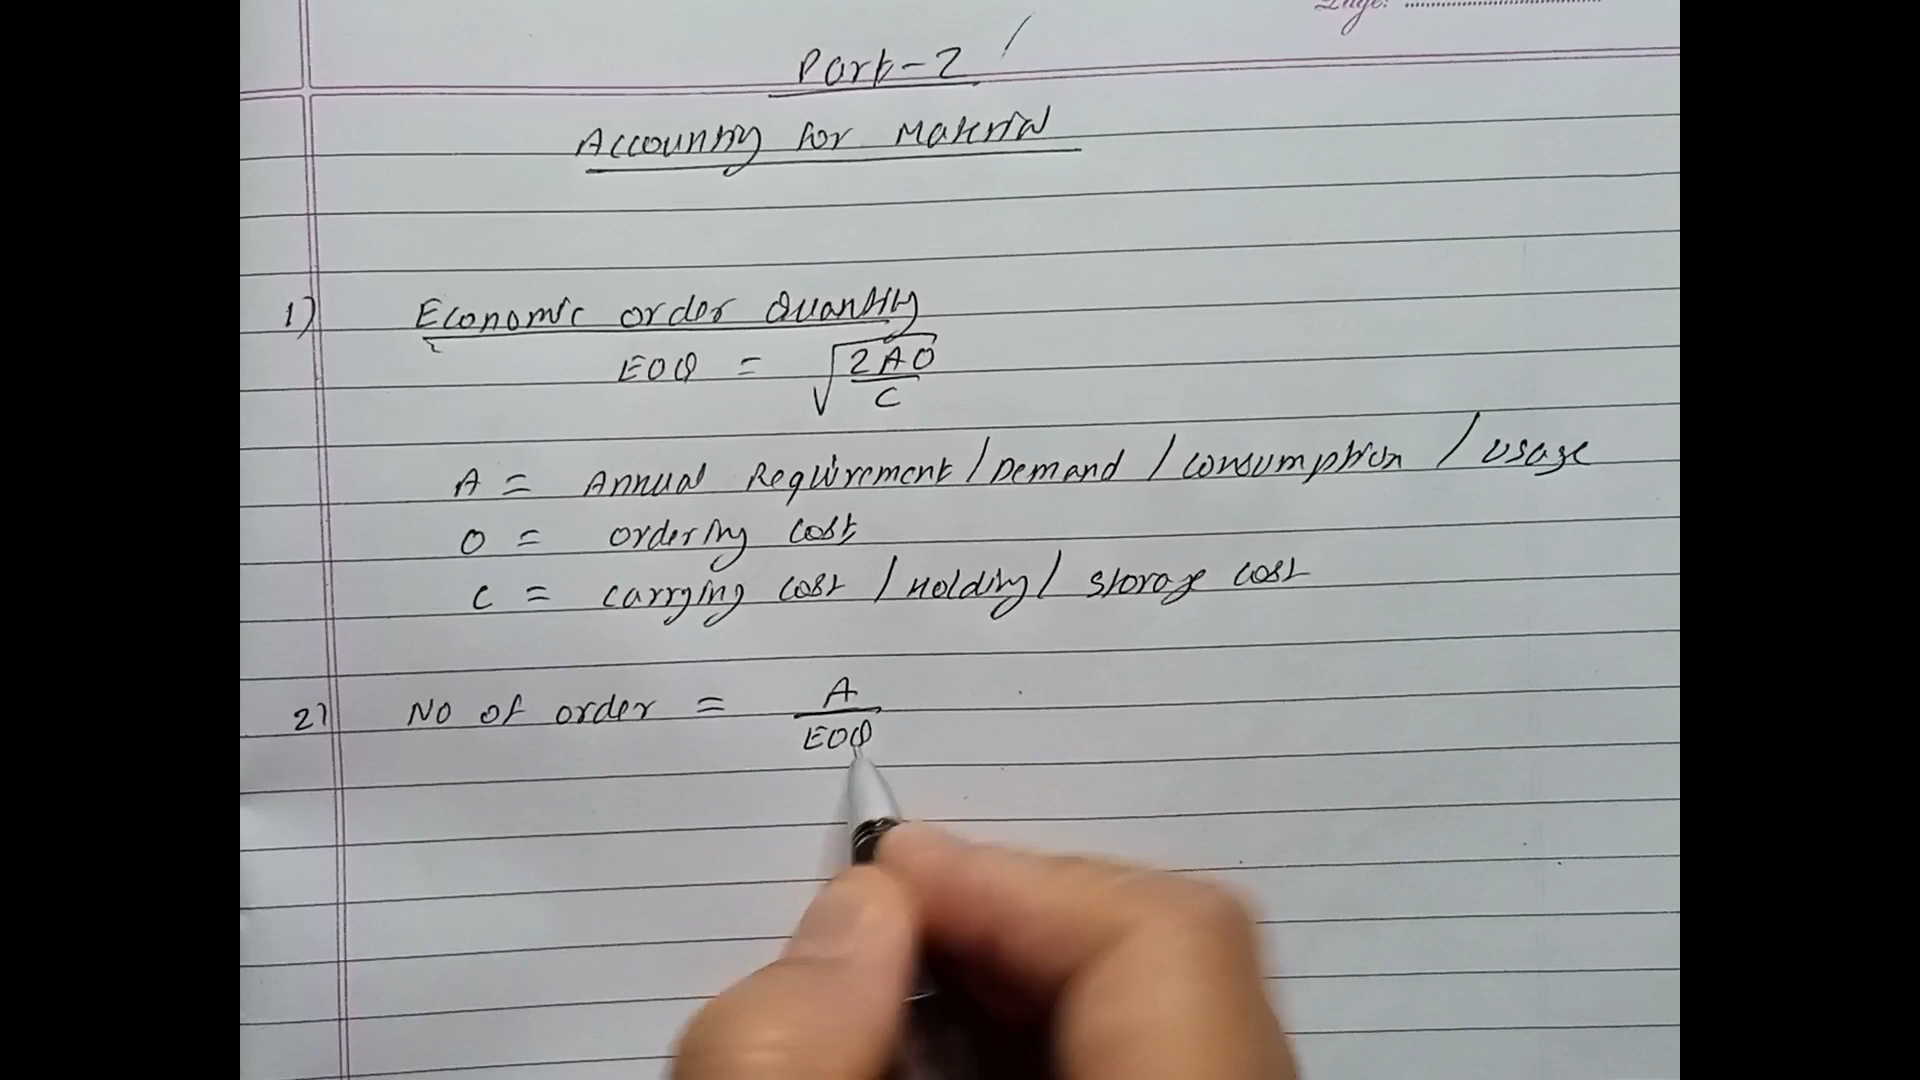 Page:
Part-2
Accounting For Material
1) Economic order Quantity
EOQ = √(2AO/C)
A = Annual Requirement/Demand/consumption/usage
O = ordering cost
C = carrying cost/Holding/storage cost
2) No of order = A/EOQ